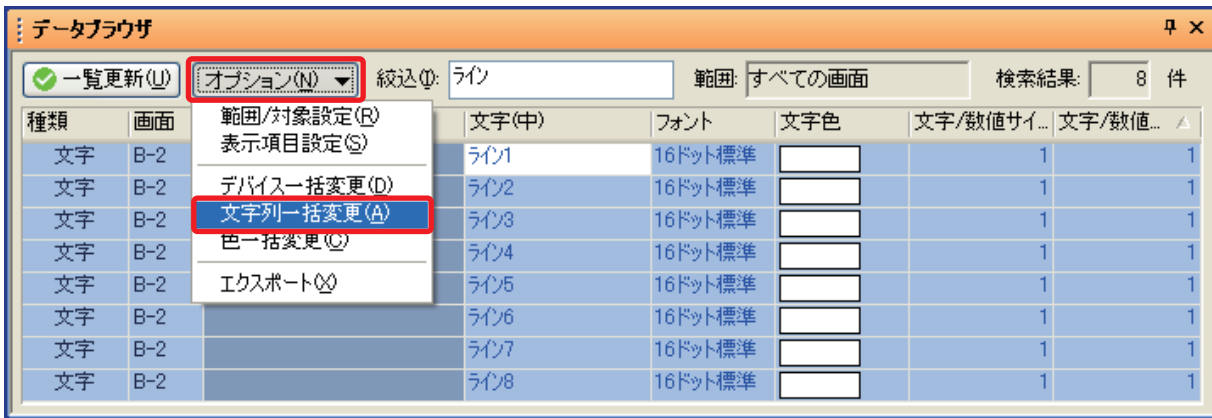 データブラウザ
一覧更新(U) オプション(N) 絞込(I): ライン 範囲: すべての画面 検索結果: 8 件
種類 画面 文字(中) フォント 文字色 文字/数値サイ... 文字/数値...
範囲/対象設定(R)
表示項目設定(S)
デバイス一括変更(D)
文字列一括変更(A)
色一括変更(C)
エクスポート(X)
文字 B-2 ライン1 16ドット標準 1 1
文字 B-2 ライン2 16ドット標準 1 1
文字 B-2 ライン3 16ドット標準 1 1
文字 B-2 ライン4 16ドット標準 1 1
文字 B-2 ライン5 16ドット標準 1 1
文字 B-2 ライン6 16ドット標準 1 1
文字 B-2 ライン7 16ドット標準 1 1
文字 B-2 ライン8 16ドット標準 1 1